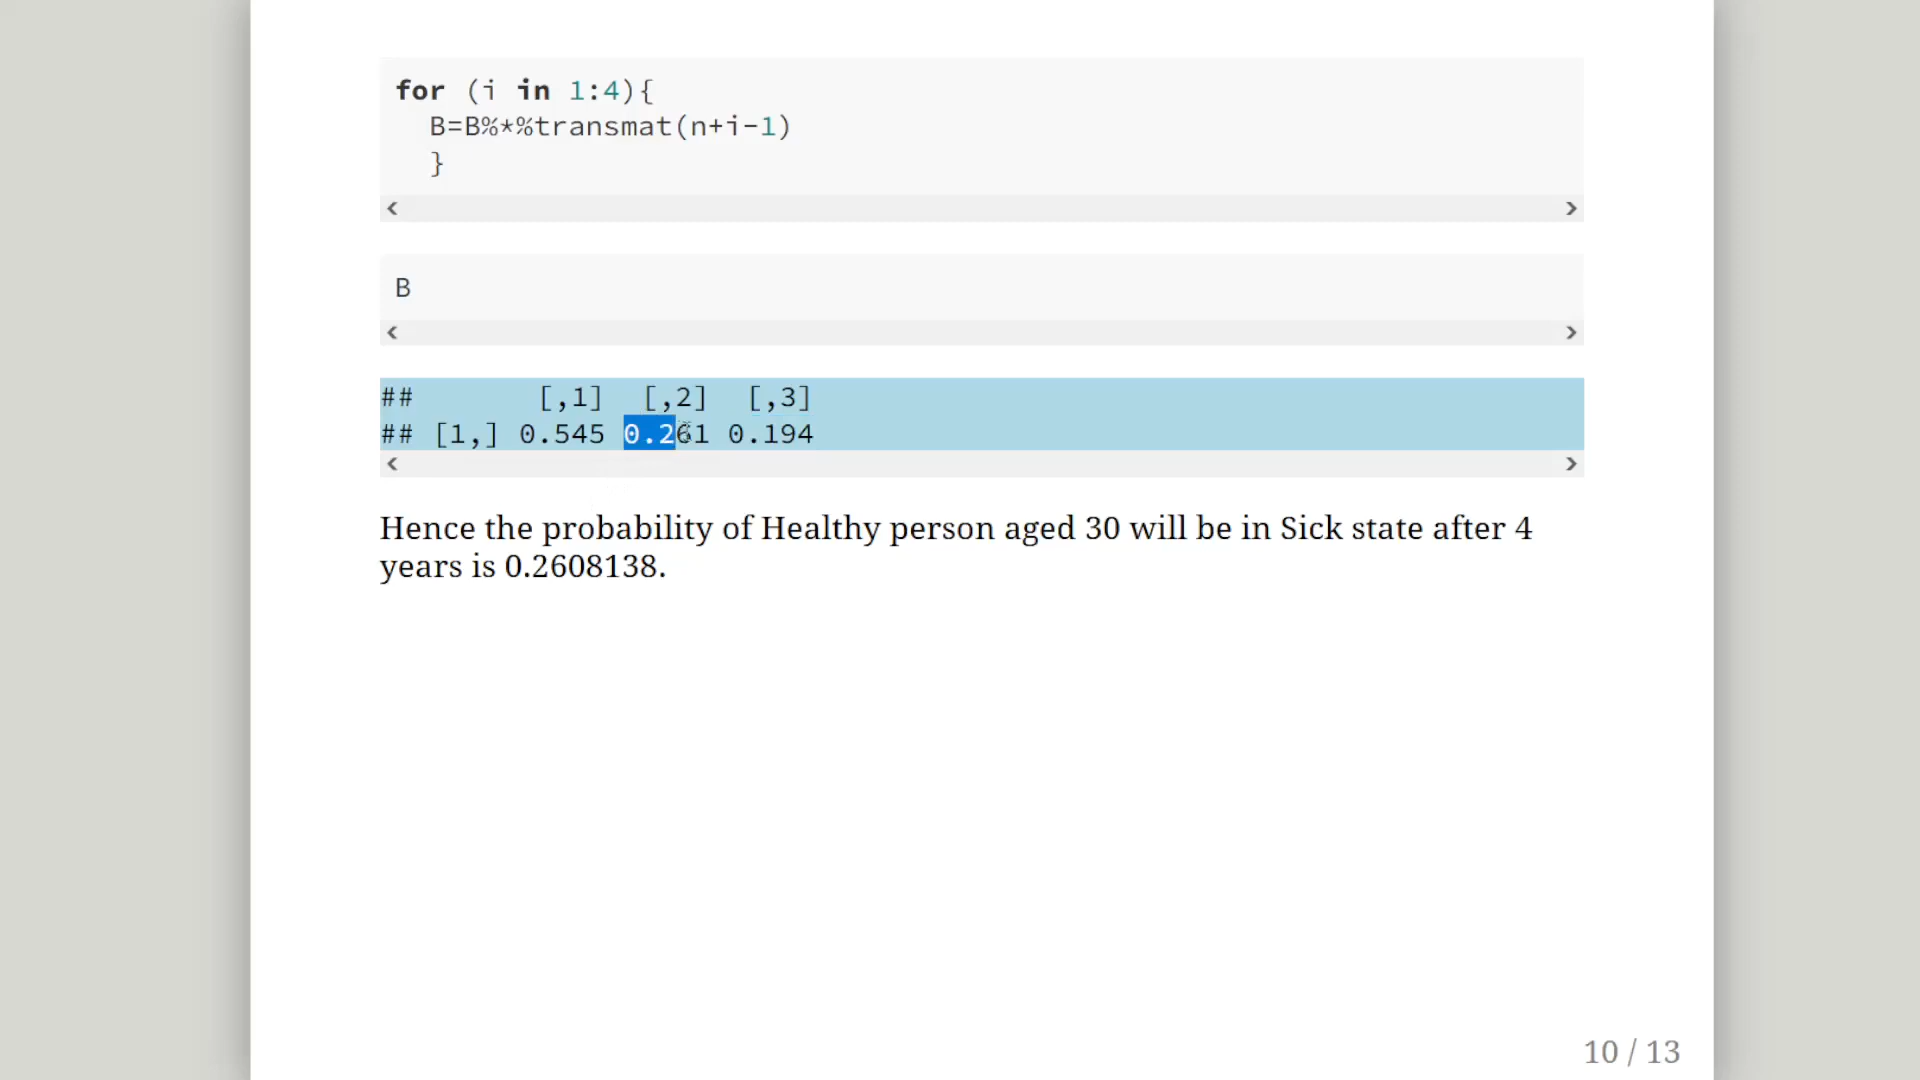 for (i in 1:4){
B=B%*%transmat(n+i-1)
}
B
## [,1] [,2] [,3]
## [1,] 0.545 0.261 0.194
Hence the probability of Healthy person aged 30 will be in Sick state after 4
years is 0.2608138.
10 / 13